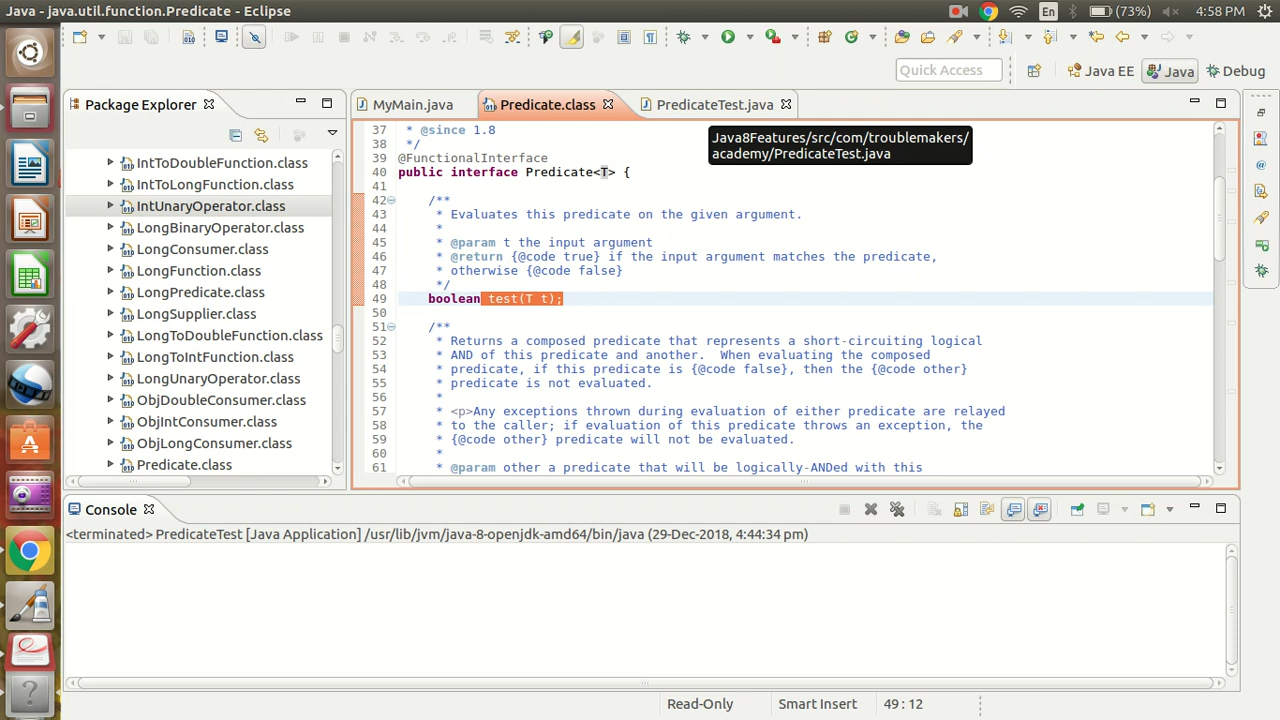 Java - java.util.function.Predicate - Eclipse
En
(73%)
4:58 PM
Quick Access
Java EE
Java
Debug
Package Explorer
IntToDoubleFunction.class
IntToLongFunction.class
IntUnaryOperator.class
LongBinaryOperator.class
LongConsumer.class
LongFunction.class
LongPredicate.class
LongSupplier.class
LongToDoubleFunction.class
LongToIntFunction.class
LongUnaryOperator.class
ObjDoubleConsumer.class
ObjIntConsumer.class
ObjLongConsumer.class
Predicate.class
MyMain.java
Predicate.class
PredicateTest.java
Java8Features/src/com/troublemakers/
academy/PredicateTest.java
37 * @since 1.8
38 */
39 @FunctionalInterface
40 public interface Predicate<T> {
41
42 /**
43 * Evaluates this predicate on the given argument.
44 *
45 * @param t the input argument
46 * @return {@code true} if the input argument matches the predicate,
47 * otherwise {@code false}
48 */
49 boolean test(T t);
50
51 /**
52 * Returns a composed predicate that represents a short-circuiting logical
53 * AND of this predicate and another.  When evaluating the composed
54 * predicate, if this predicate is {@code false}, then the {@code other}
55 * predicate is not evaluated.
56 *
57 * <p>Any exceptions thrown during evaluation of either predicate are relayed
58 * to the caller; if evaluation of this predicate throws an exception, the
59 * {@code other} predicate will not be evaluated.
60 *
61 * @param other a predicate that will be logically-ANDed with this
Console
<terminated> PredicateTest [Java Application] /usr/lib/jvm/java-8-openjdk-amd64/bin/java (29-Dec-2018, 4:44:34 pm)
Read-Only
Smart Insert
49 : 12